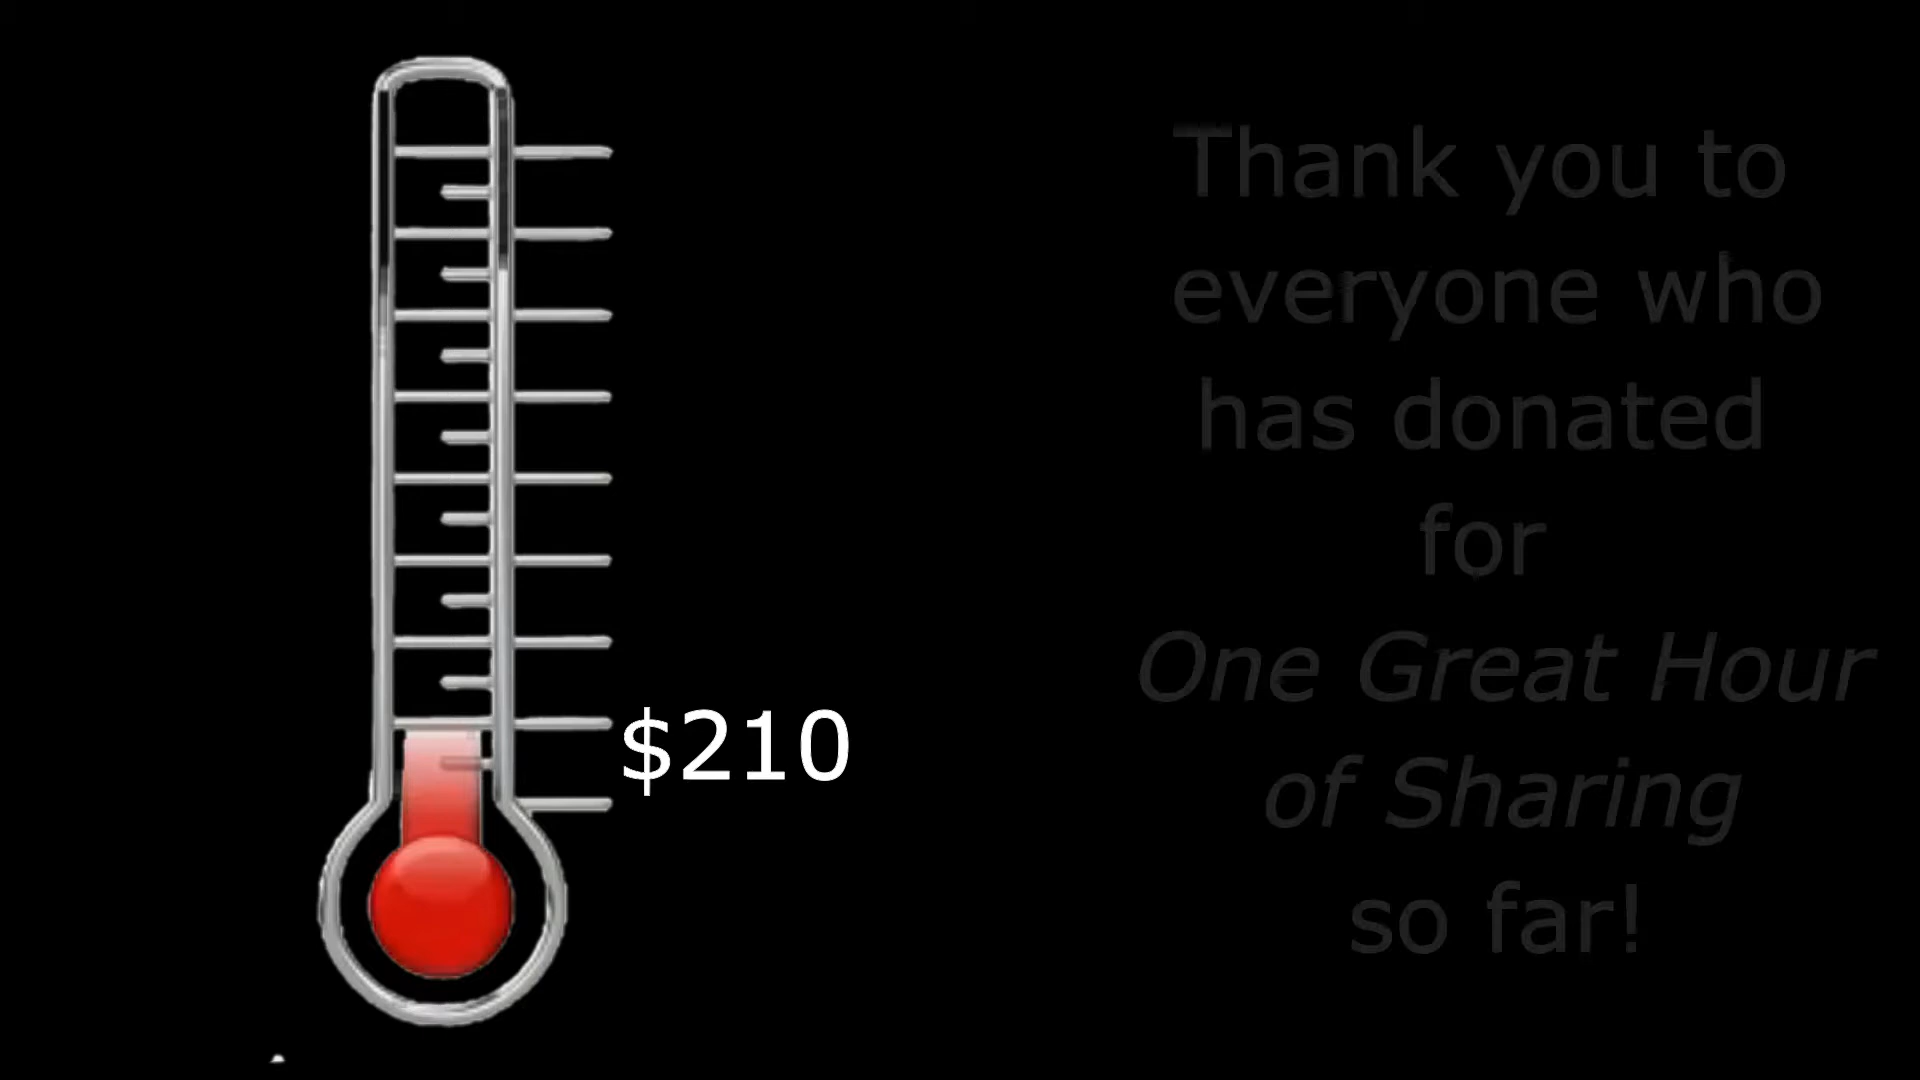 $210
Thank you to
everyone who
has donated
for
One Great Hour
of Sharing
so far!